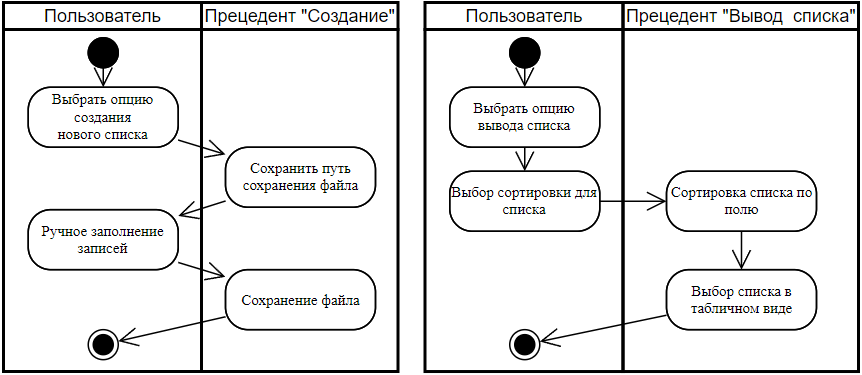 Пользователь
Прецедент "Создание"
Выбрать опцию
создания
нового списка
Сохранить путь
сохранения файла
Ручное заполнение
записей
Сохранение файла
Пользователь
Прецедент "Вывод списка"
Выбрать опцию
вывода списка
Выбор сортировки для
списка
Сортировка списка по
полю
Выбор списка в
табличном виде